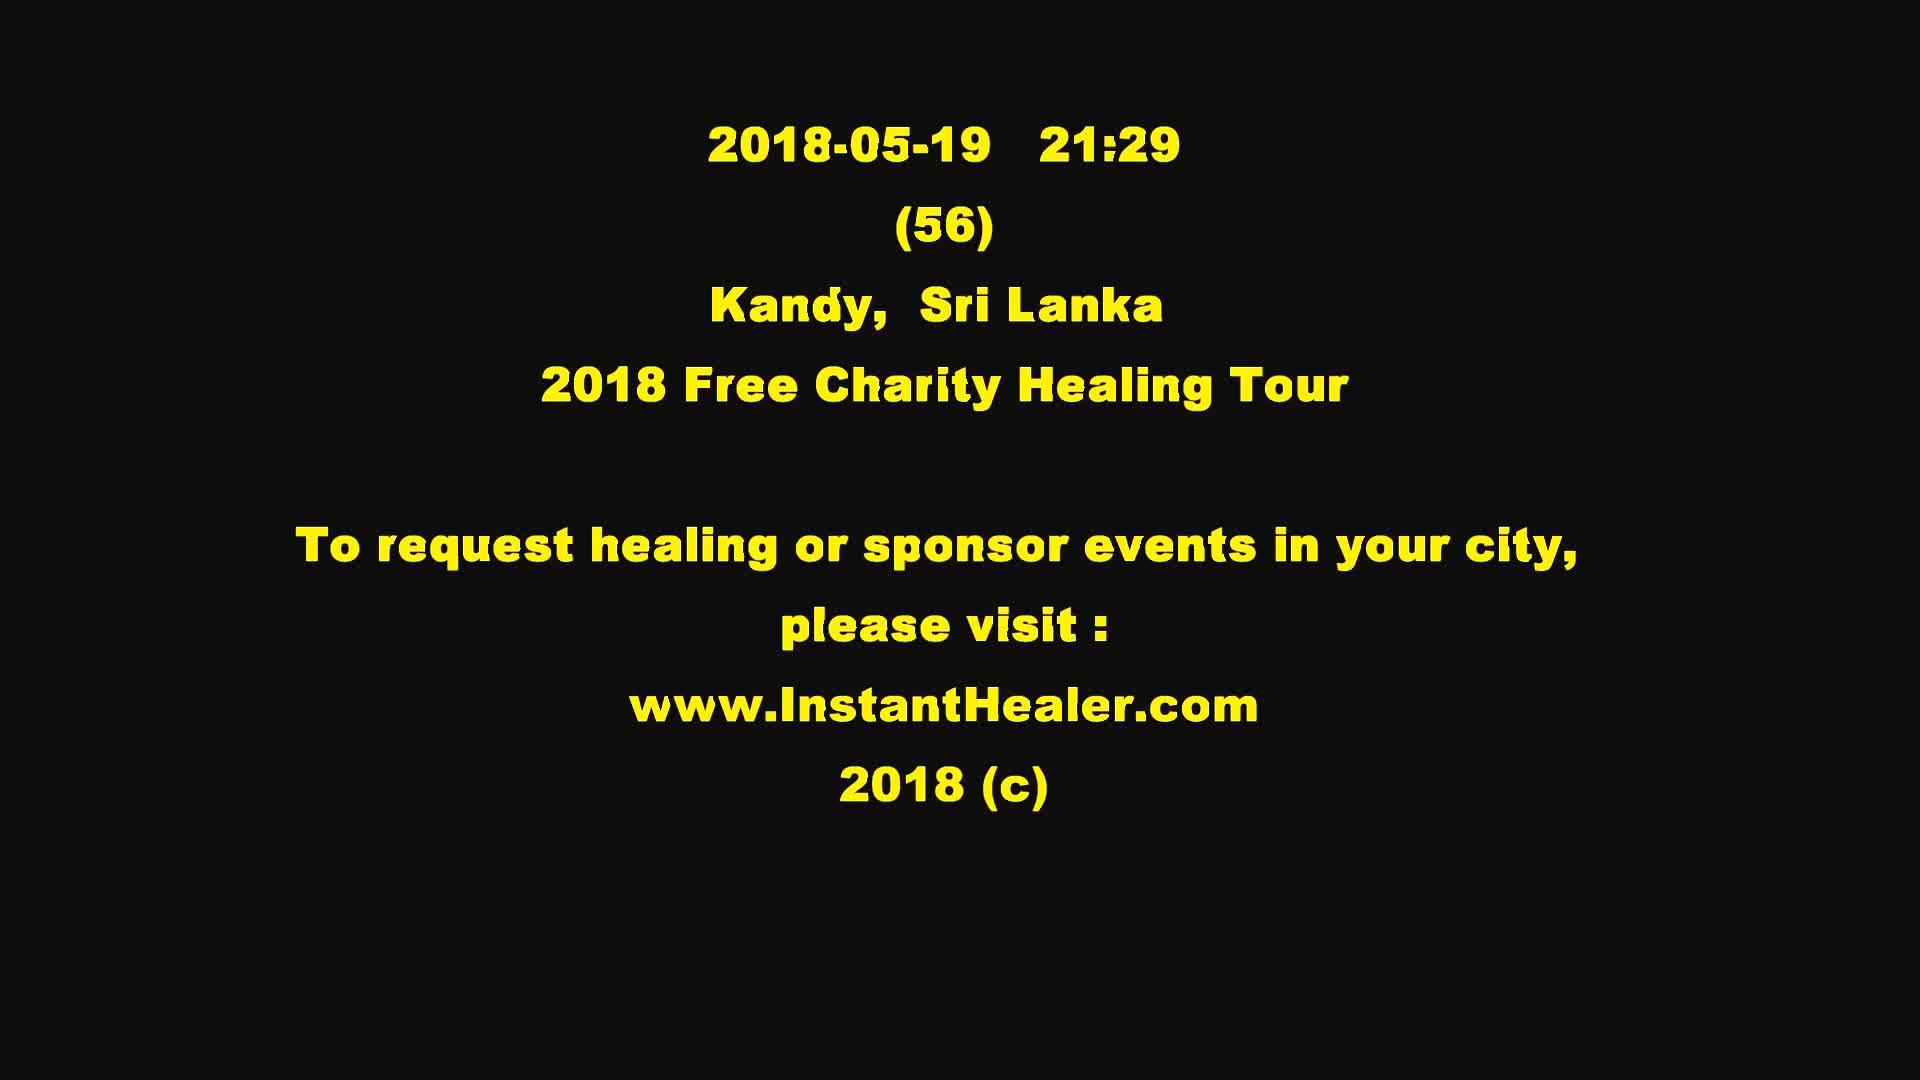 2018-05-19   21:29
(56)
Kandy,  Sri Lanka
2018 Free Charity Healing Tour
To request healing or sponsor events in your city,
please visit :
www.InstantHealer.com
2018 (c)